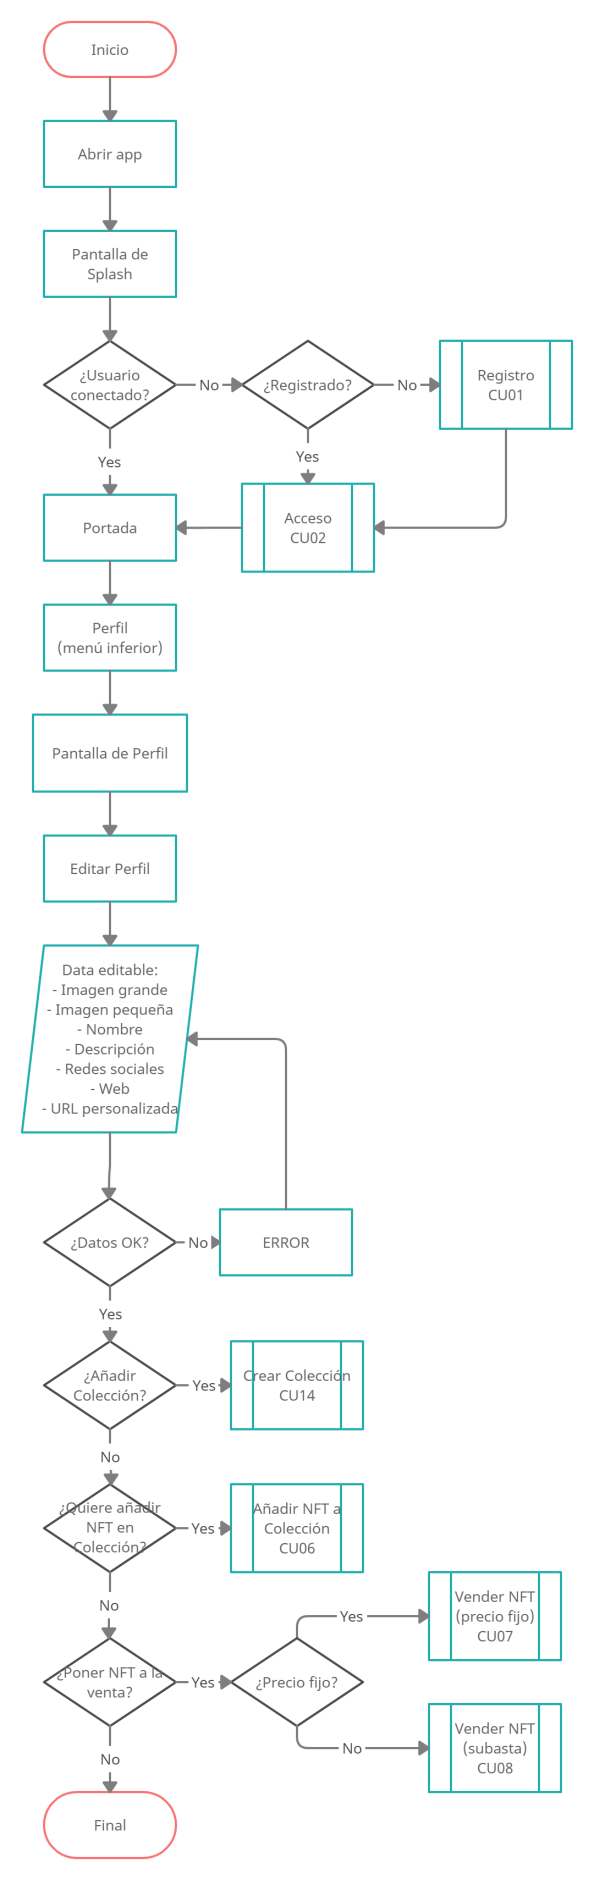 Inicio
Abrir app
Pantalla de
Splash
¿Usuario
conectado?
No
¿Registrado?
No
Registro
CU01
Yes
Yes
Portada
Acceso
CU02
Perfil
(menú inferior)
Pantalla de Perfil
Editar Perfil
Data editable:
- Imagen grande
- Imagen pequeña
- Nombre
- Descripción
- Redes sociales
- Web
- URL personalizada
¿Datos OK?
No
ERROR
Yes
¿Añadir
Colección?
Yes
Crear Colección
CU14
No
¿Quiere añadir
NFT en
Colección?
Yes
Añadir NFT a
Colección
CU06
No
¿Poner NFT a la
venta?
Yes
¿Precio fijo?
Yes
Vender NFT
(precio fijo)
CU07
No
Vender NFT
(subasta)
CU08
No
Final